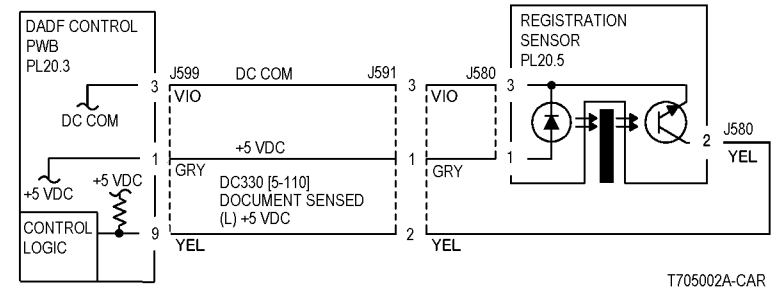 DADF CONTROL
PWB
PL20.3
REGISTRATION
SENSOR
PL20.5
J599 DC COM J591 J580
3 VIO 3 VIO 3
DC COM
2 J580
YEL
+5 VDC
1 GRY 1 GRY 1
+5 VDC +5 VDC
DC330 [5-110]
DOCUMENT SENSED
(L) +5 VDC
CONTROL
LOGIC
9 YEL 2 YEL
T705002A-CAR